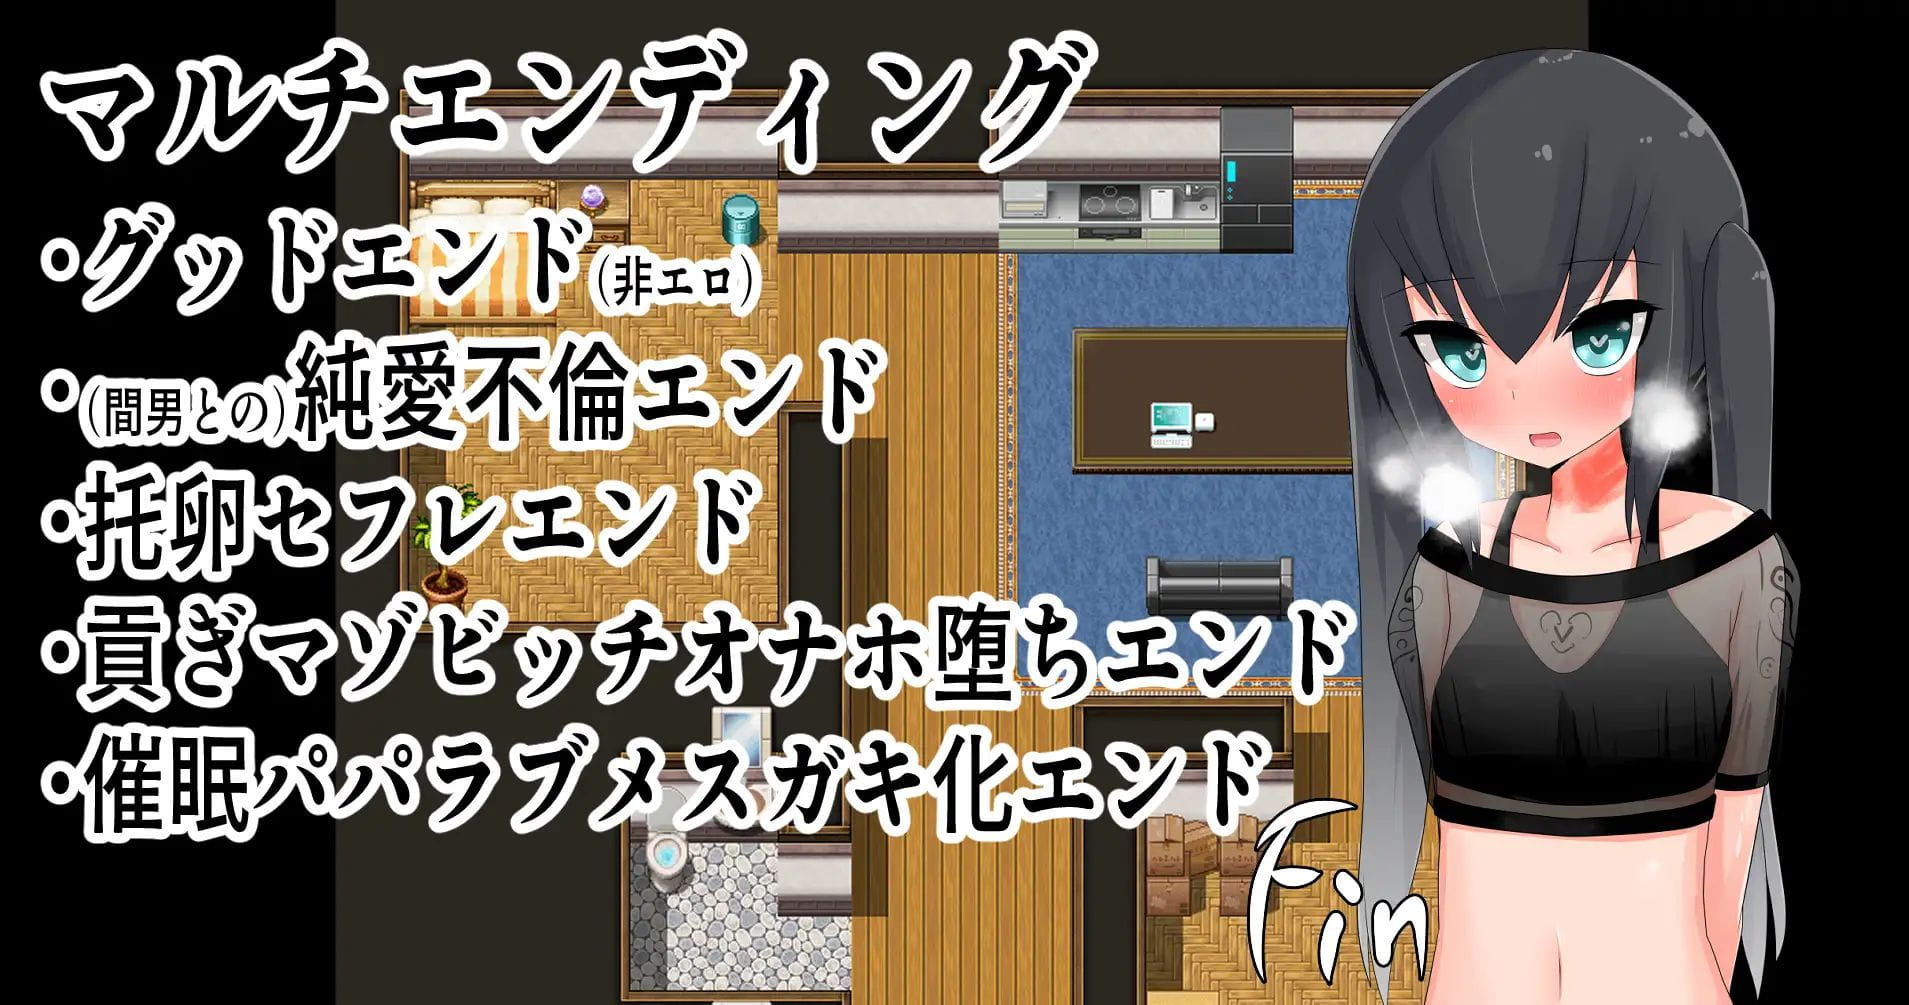 マルチエンディング
・グッドエンド(非エロ)
・(間男との)純愛不倫エンド
・托卵セフレエンド
・貢ぎマゾビッチオナホ堕ちエンド
・催眠パパラブメスガキ化エンド
Fin